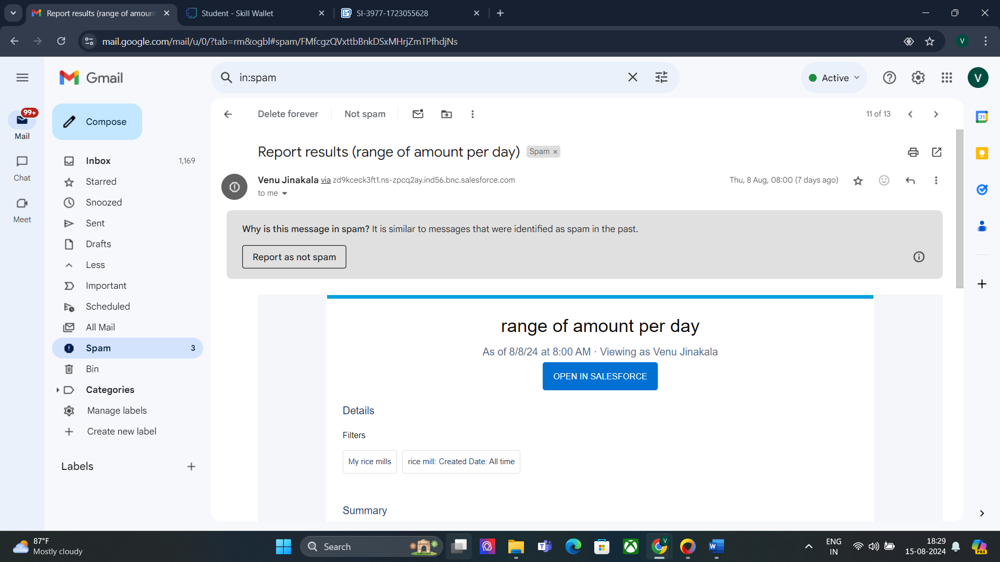 Report results (range of amoun
Student - Skill Wallet
SI-3977-1723055628
mail.google.com/mail/u/0/?tab=rm&ogbl#spam/FMfcgzQVxttbBnkDSxMHrjZmTPfhdjNs
V
Gmail
in:spam
Active
V
99+
Mail
Chat
Meet
Compose
Inbox 1,169
Starred
Snoozed
Sent
Drafts
Less
Important
Scheduled
All Mail
Spam 3
Bin
Categories
Manage labels
Create new label
Labels
Delete forever
Not spam
11 of 13
Report results (range of amount per day)
Spam ×
Venu Jinakala via zd9kceck3ft1.ns-zpcq2ay.ind56.bnc.salesforce.com
Thu, 8 Aug, 08:00 (7 days ago)
to me
Why is this message in spam? It is similar to messages that were identified as spam in the past.
Report as not spam
range of amount per day
As of 8/8/24 at 8:00 AM · Viewing as Venu Jinakala
OPEN IN SALESFORCE
Details
Filters
My rice mills
rice mill: Created Date: All time
Summary
31
87°F
Mostly cloudy
Search
V
ENG
IN
18:29
15-08-2024
PRE